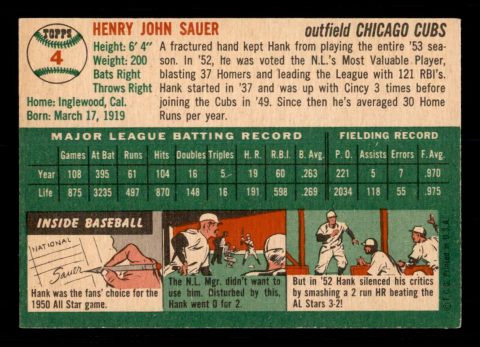 TOPPS
4
HENRY JOHN SAUER
outfield CHICAGO CUBS
Height: 6' 4"
Weight: 200
Bats Right
Throws Right
Home: Inglewood, Cal.
Born: March 17, 1919
A fractured hand kept Hank from playing the entire '53 sea-
son. In '52, he was voted the N.L.'s Most Valuable Player,
blasting 37 Homers and leading the League with 121 RBI's.
Hank started in '37 and was up with Cincy 3 times before
joining the Cubs in '49. Since then he's averaged 30 Home
Runs per year.
MAJOR LEAGUE BATTING RECORD
Games At Bat Runs Hits Doubles Triples H. R. R.B.I. B. Avg.
Year 108 395 61 104 16 5 19 60 .263
Life 875 3235 497 904 140 16 191 598 .269
FIELDING RECORD
P. O. Assists Errors F. Avg.
221 5 7 .970
2034 118 55 .975
INSIDE BASEBALL
NATIONAL
Sauer
Hank was the fans' choice for the
1950 All Star game.
The N.L. Mgr. didn't want to
use him. Disturbed by this,
Hank went 0 for 2.
But in '52 Hank silenced his critics
by smashing a 2 run HR beating the
AL Stars 3-2!